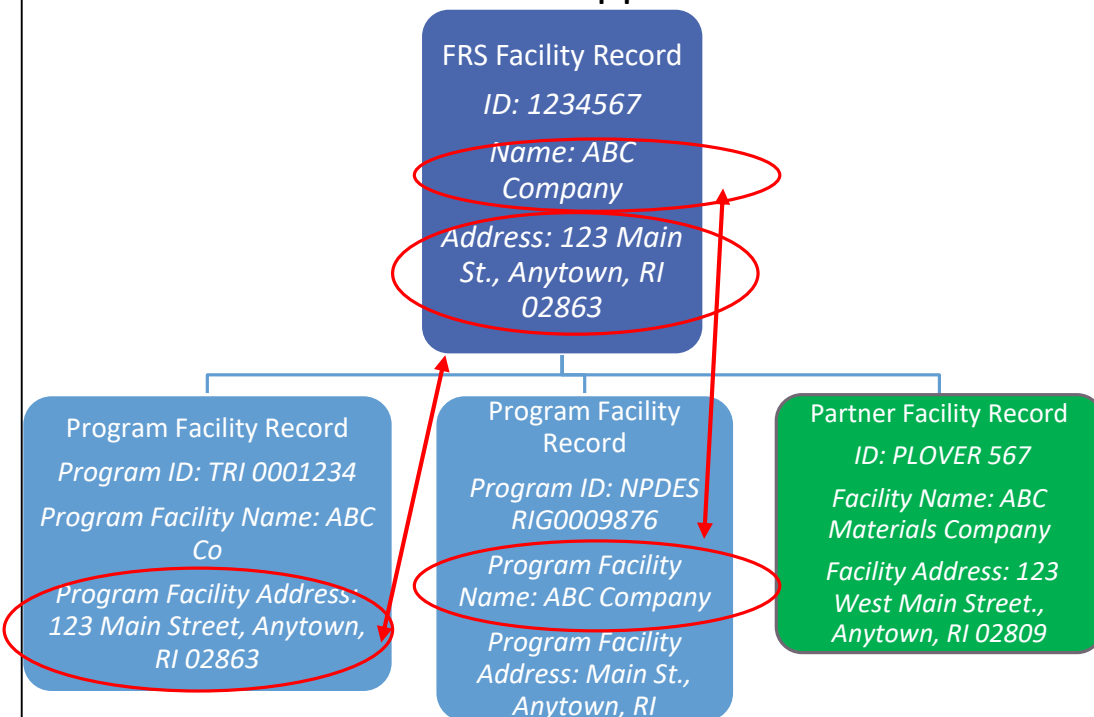 FRS Facility Record
ID: 1234567
Name: ABC
Company
Address: 123 Main
St., Anytown, RI
02863
Program Facility Record
Program ID: TRI 0001234
Program Facility Name: ABC
Co
Program Facility Address:
123 Main Street, Anytown,
RI 02863
Program Facility
Record
Program ID: NPDES
RIG0009876
Program Facility
Name: ABC Company
Program Facility
Address: Main St.,
Anytown, RI
Partner Facility Record
ID: PLOVER 567
Facility Name: ABC
Materials Company
Facility Address: 123
West Main Street.,
Anytown, RI 02809